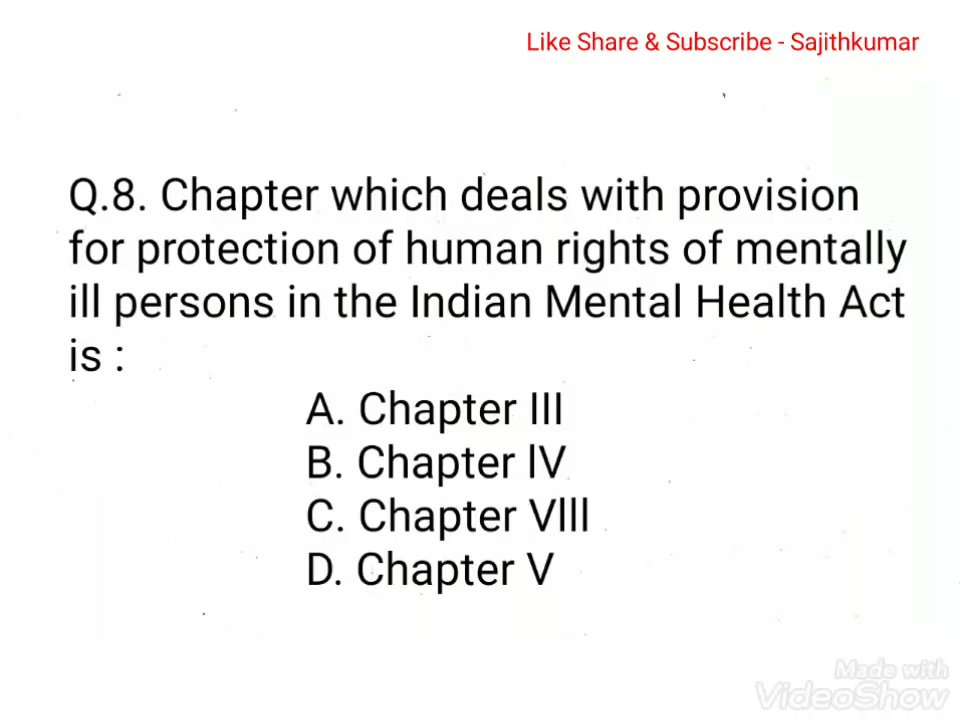 Like Share & Subscribe - Sajithkumar
Q.8. Chapter which deals with provision
for protection of human rights of mentally
ill persons in the Indian Mental Health Act
is :
A. Chapter III
B. Chapter lV
C. Chapter Vlll
D. Chapter V
Made with
VideoShow